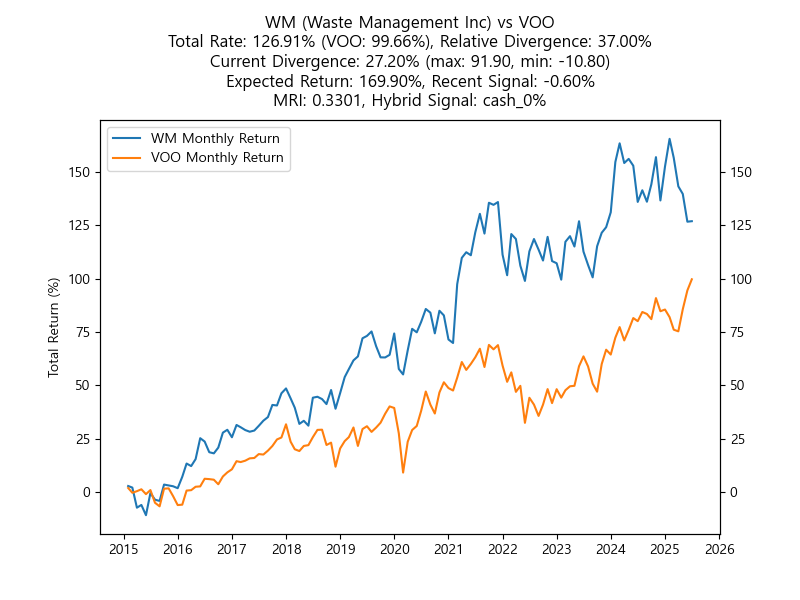 WM (Waste Management Inc) vs VOO
Total Rate: 126.91% (VOO: 99.66%), Relative Divergence: 37.00%
Current Divergence: 27.20% (max: 91.90, min: -10.80)
Expected Return: 169.90%, Recent Signal: -0.60%
MRI: 0.3301, Hybrid Signal: cash_0%
WM Monthly Return
VOO Monthly Return
Total Return (%)
150
125
100
75
50
25
0
150
125
100
75
50
25
0
2015 2016 2017 2018 2019 2020 2021 2022 2023 2024 2025 2026